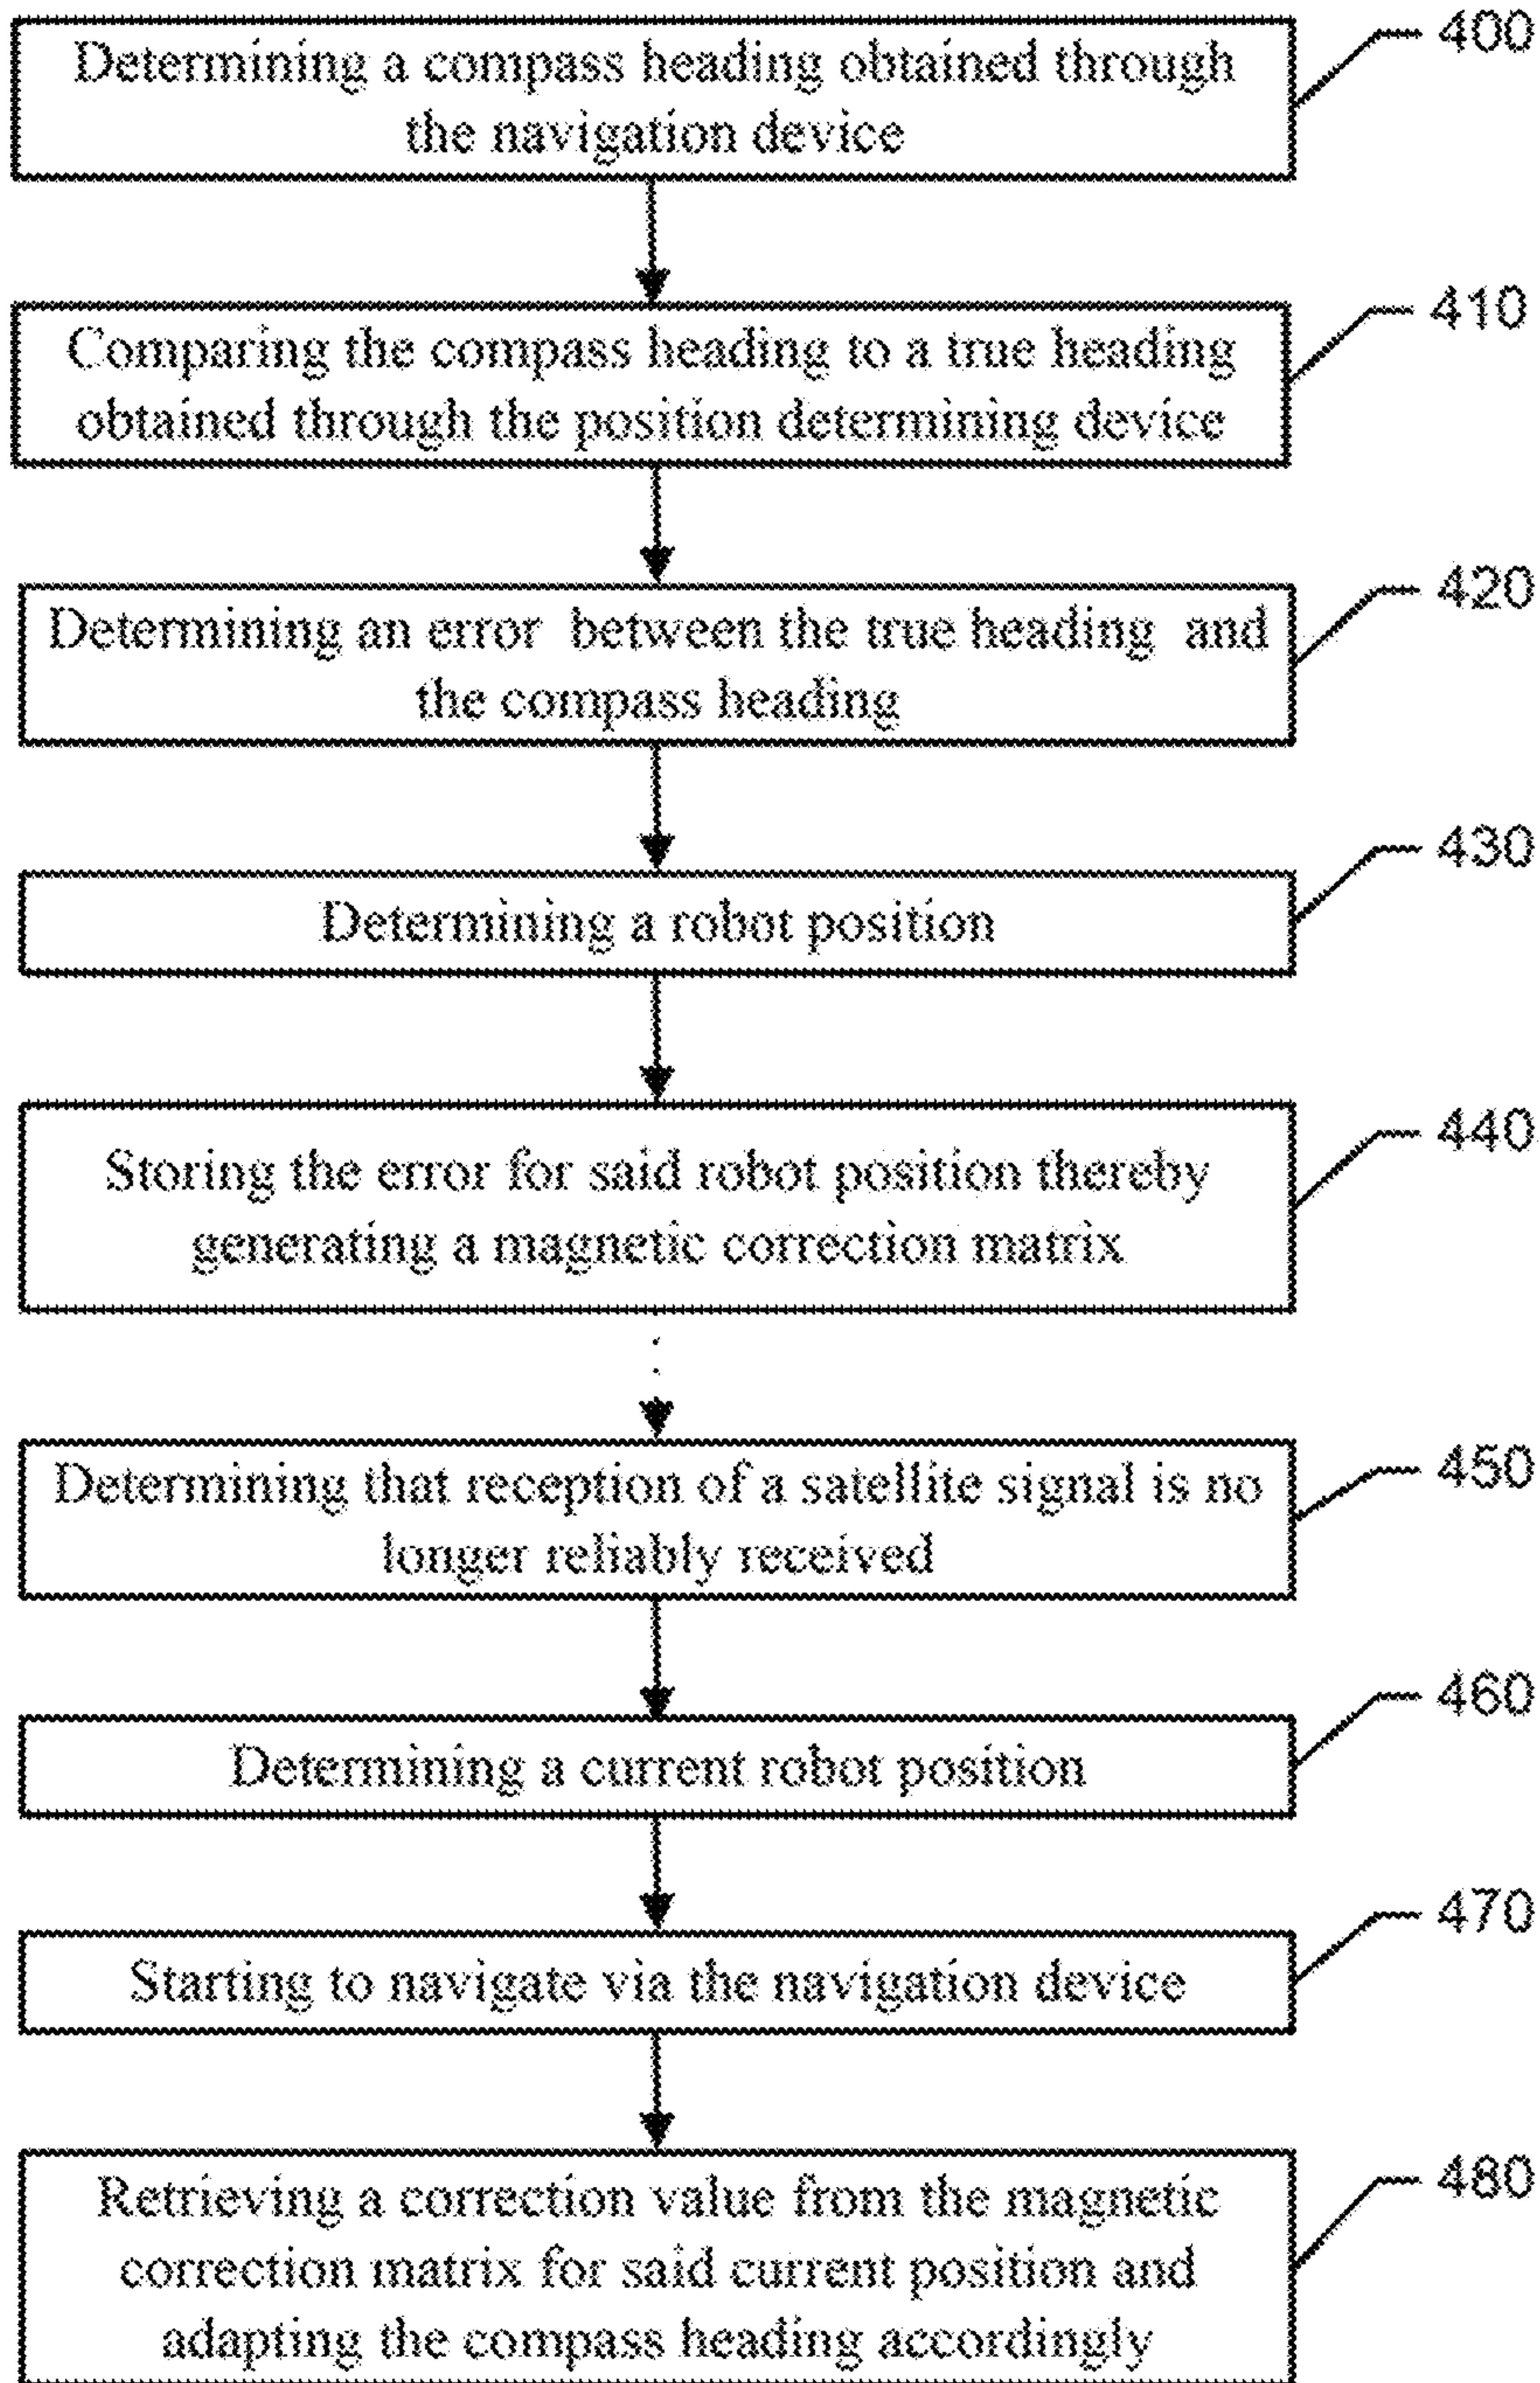 Determining a compass heading obtained through
the navigation device
400
Comparing the compass heading to a true heading
obtained through the position determining device
410
Determining an error between the true heading and
the compass heading
420
Determining a robot position
430
Storing the error for said robot position thereby
generating a magnetic correction matrix
440
Determining that reception of a satellite signal is no
longer reliably received
450
Determining a current robot position
460
Starting to navigate via the navigation device
470
Retrieving a correction value from the magnetic
correction matrix for said current position and
adapting the compass heading accordingly
480